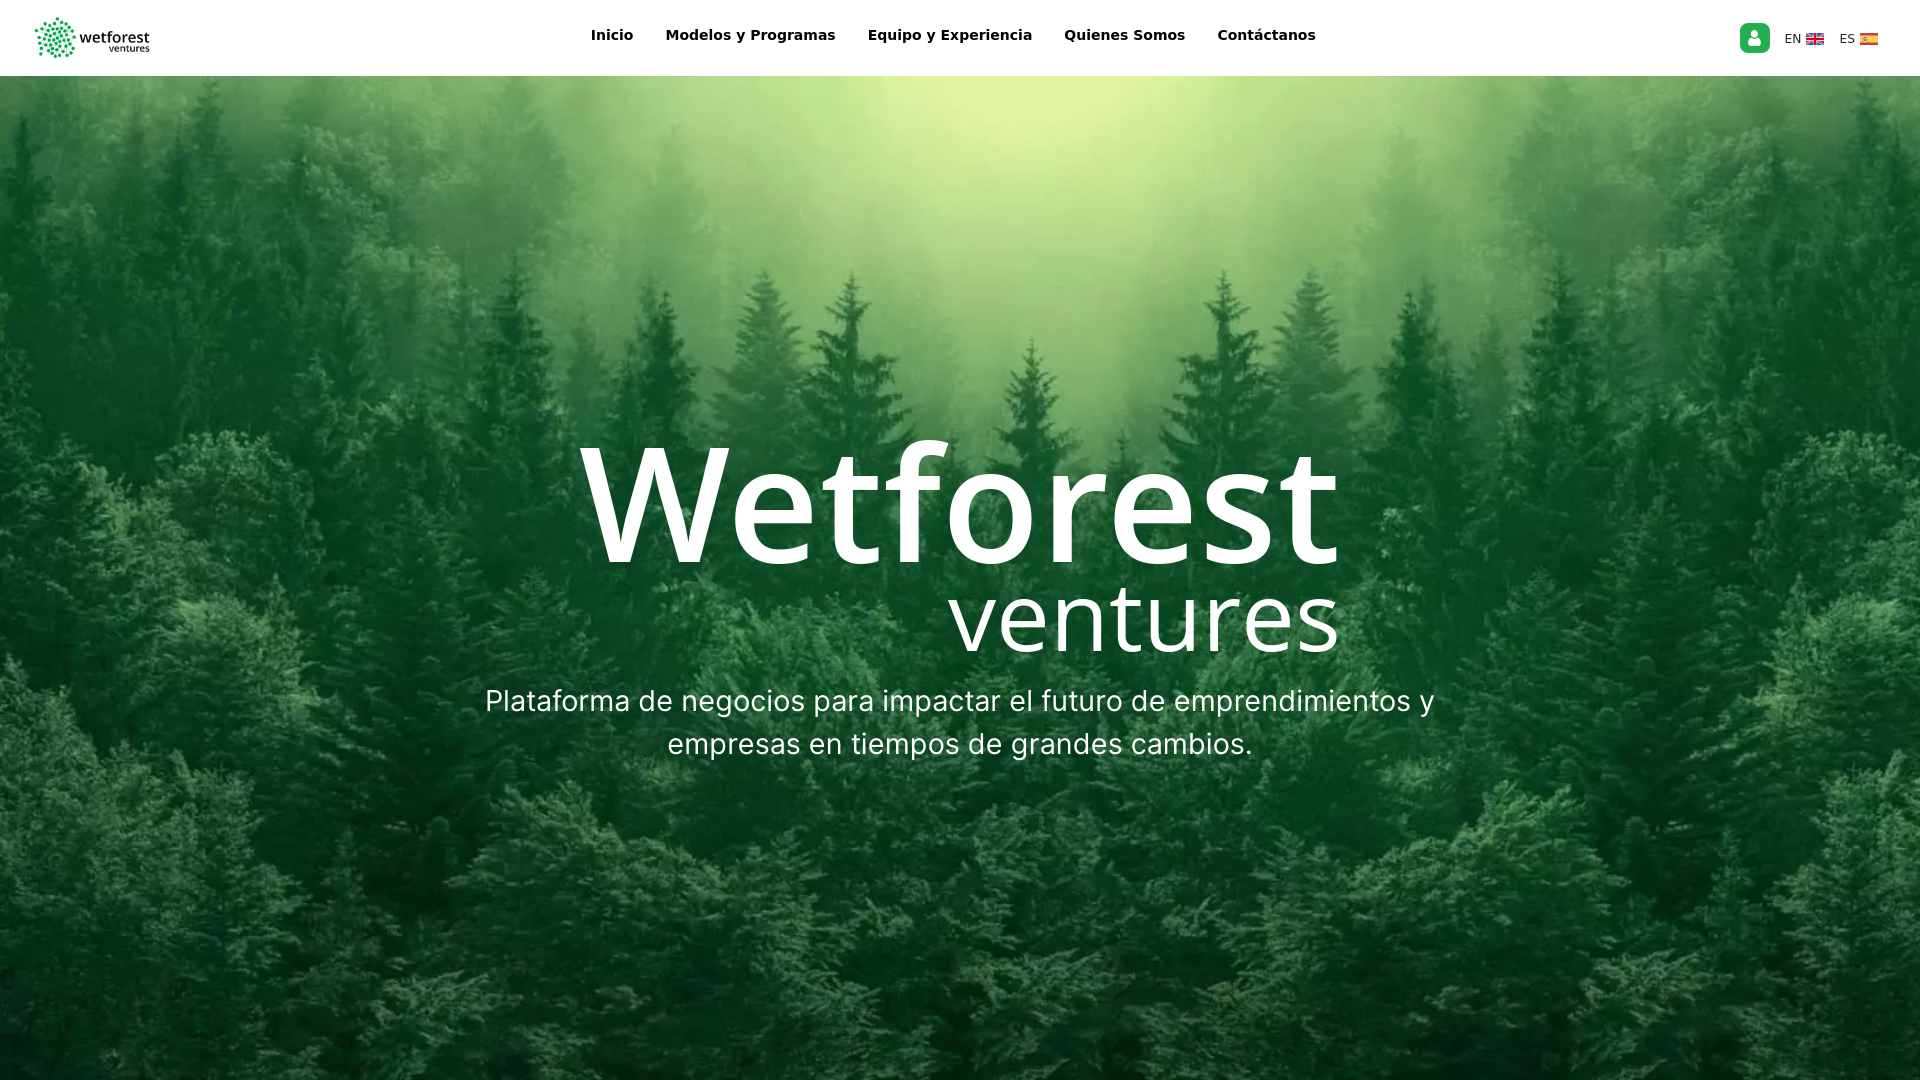 wetforest
ventures
Inicio
Modelos y Programas
Equipo y Experiencia
Quienes Somos
Contáctanos
EN
ES
Wetforest
ventures
Plataforma de negocios para impactar el futuro de emprendimientos y
empresas en tiempos de grandes cambios.